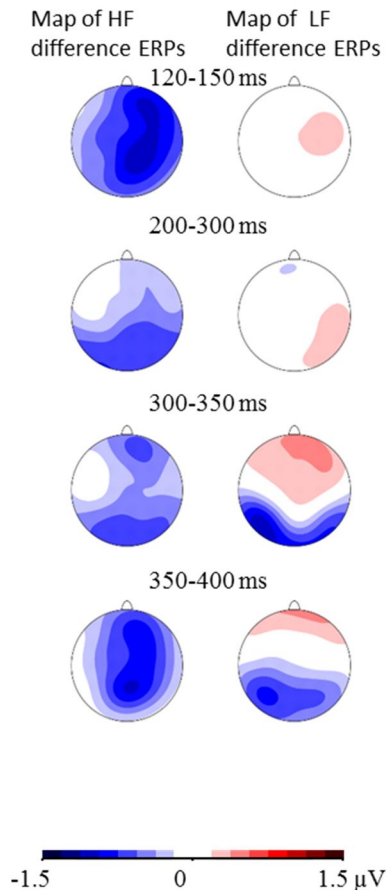 Map of HF
difference ERPs
Map of LF
difference ERPs
120-150 ms
200-300 ms
300-350 ms
350-400 ms
-1.5 0 1.5 µV